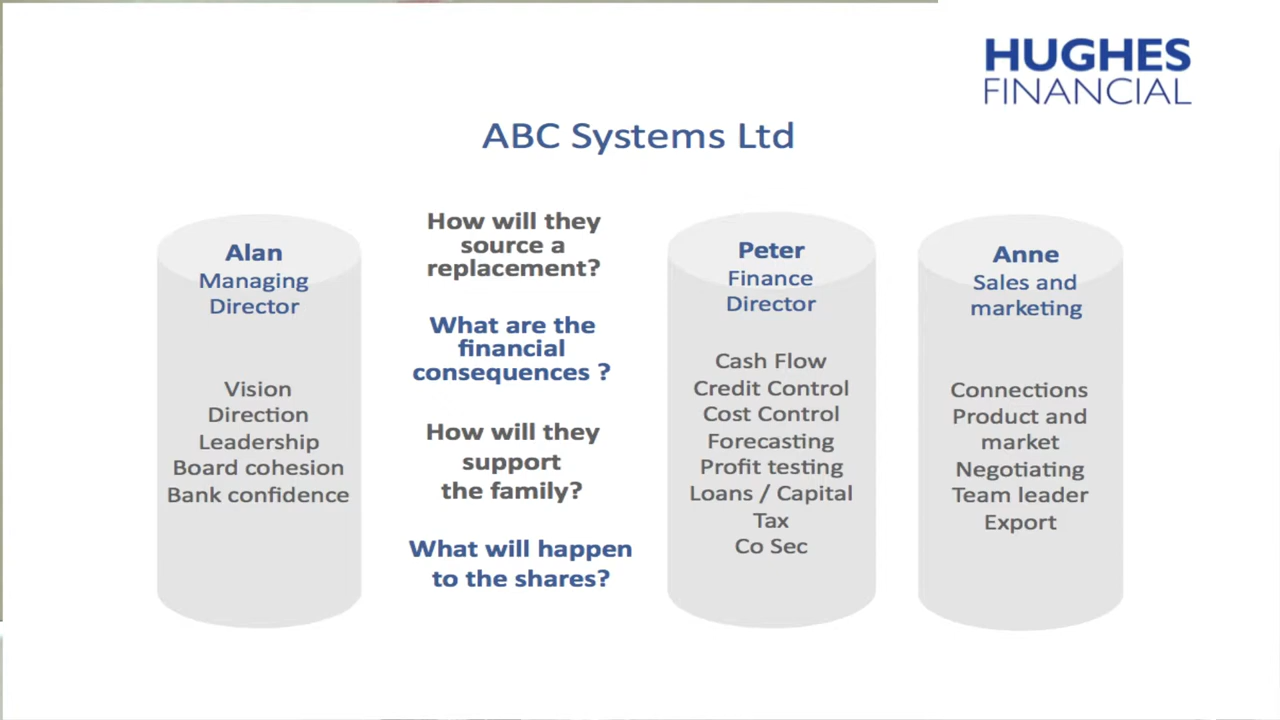 HUGHES
FINANCIAL
ABC Systems Ltd
Alan
Managing
Director
Vision
Direction
Leadership
Board cohesion
Bank confidence
How will they
source a
replacement?
What are the
financial
consequences ?
How will they
support
the family?
What will happen
to the shares?
Peter
Finance
Director
Cash Flow
Credit Control
Cost Control
Forecasting
Profit testing
Loans / Capital
Tax
Co Sec
Anne
Sales and
marketing
Connections
Product and
market
Negotiating
Team leader
Export